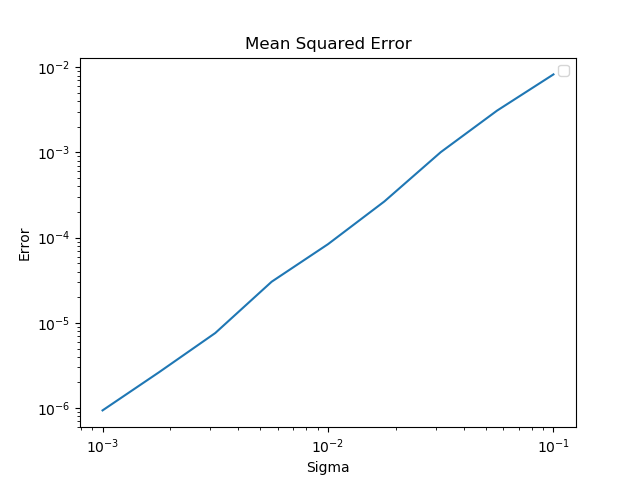 Mean Squared Error
10⁻²
10⁻³
10⁻⁴
10⁻⁵
10⁻⁶
Error
10⁻³ 10⁻² 10⁻¹
Sigma